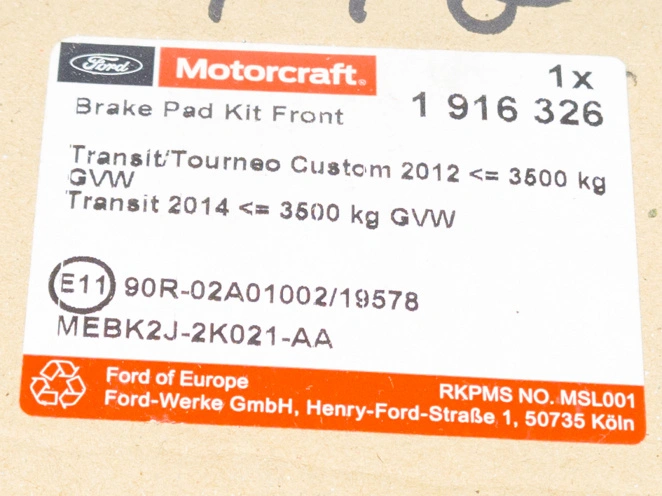 Ford Motorcraft®
1x
Brake Pad Kit Front
1 916 326
Transit/Tourneo Custom 2012 <= 3500 kg
GVW
Transit 2014 <= 3500 kg GVW
E11 90R-02A01002/19578
MEBK2J-2K021-AA
Ford of Europe
RKPMS NO. MSL001
Ford-Werke GmbH, Henry-Ford-Straße 1, 50735 Köln